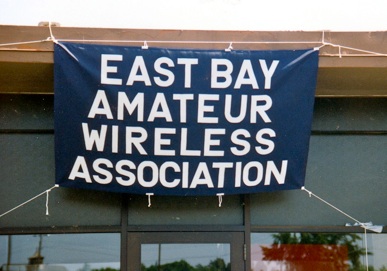 EAST BAY
AMATEUR
WIRELESS
ASSOCIATION